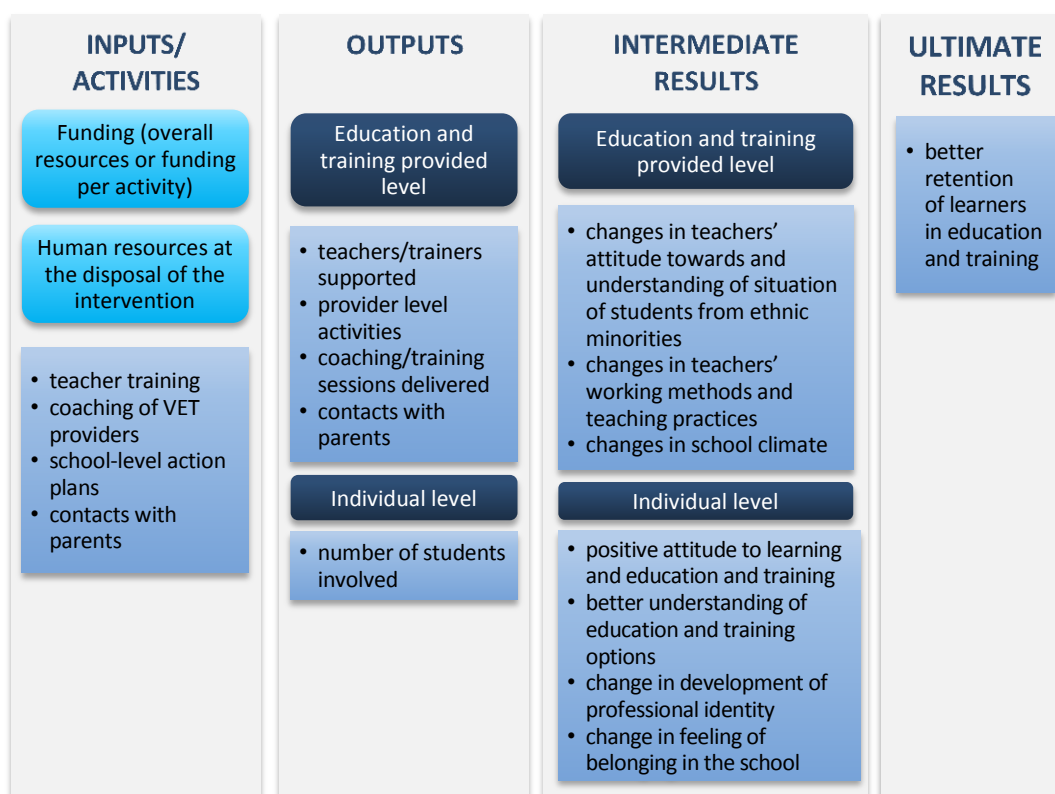 INPUTS/
ACTIVITIES
Funding (overall
resources or funding
per activity)
Human resources at
the disposal of the
intervention
• teacher training
• coaching of VET
providers
• school-level action
plans
• contacts with
parents
OUTPUTS
Education and
training provided
level
• teachers/trainers
supported
• provider level
activities
• coaching/training
sessions delivered
• contacts with
parents
Individual level
• number of students
involved
INTERMEDIATE
RESULTS
Education and training
provided level
• changes in teachers’
attitude towards and
understanding of situation
of students from ethnic
minorities
• changes in teachers’
working methods and
teaching practices
• changes in school climate
Individual level
• positive attitude to learning
and education and training
• better understanding of
education and training
options
• change in development of
professional identity
• change in feeling of
belonging in the school
ULTIMATE
RESULTS
• better
retention
of learners
in education
and training